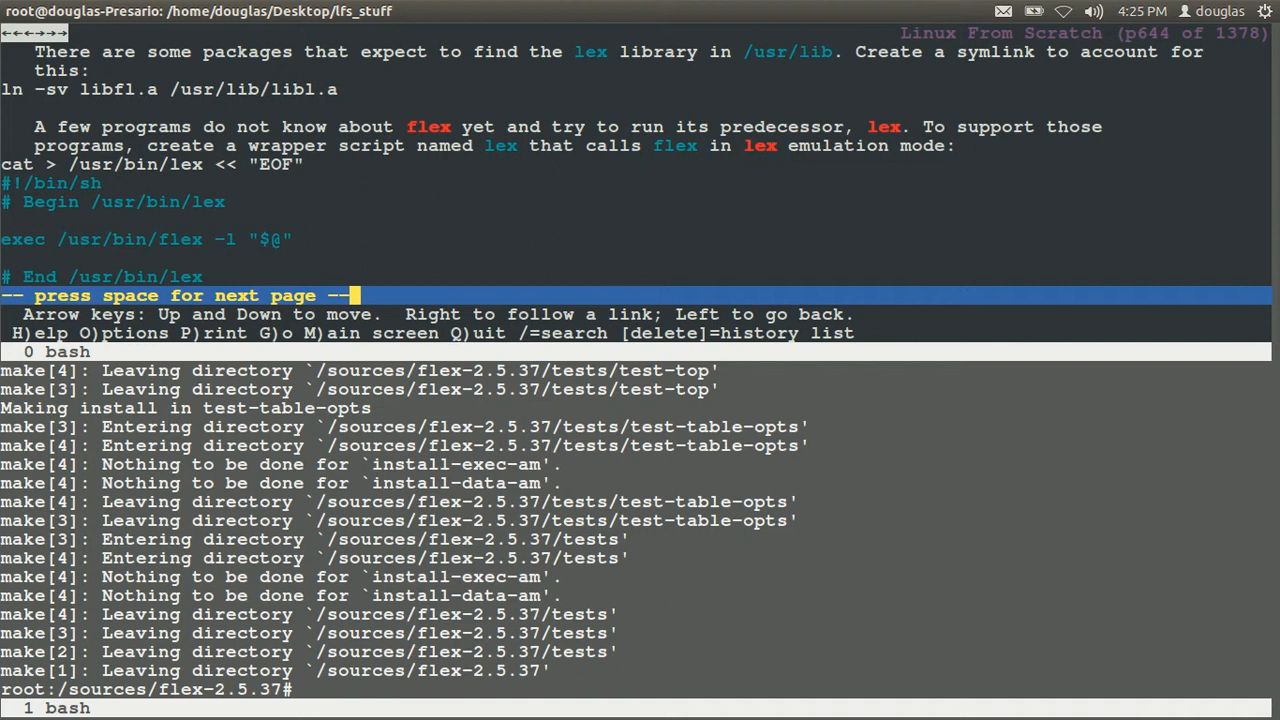 root@douglas-Presario: /home/douglas/Desktop/lfs_stuff
4:25 PM
douglas
←←←→→→
Linux From Scratch (p644 of 1378)
There are some packages that expect to find the lex library in /usr/lib. Create a symlink to account for
this:
ln -sv libfl.a /usr/lib/libl.a
A few programs do not know about flex yet and try to run its predecessor, lex. To support those
programs, create a wrapper script named lex that calls flex in lex emulation mode:
cat > /usr/bin/lex << "EOF"
#!/bin/sh
# Begin /usr/bin/lex
exec /usr/bin/flex -l "$@"
# End /usr/bin/lex
-- press space for next page --
Arrow keys: Up and Down to move.  Right to follow a link; Left to go back.
H)elp O)ptions P)rint G)o M)ain screen Q)uit /=search [delete]=history list
0 bash
make[4]: Leaving directory `/sources/flex-2.5.37/tests/test-top'
make[3]: Leaving directory `/sources/flex-2.5.37/tests/test-top'
Making install in test-table-opts
make[3]: Entering directory `/sources/flex-2.5.37/tests/test-table-opts'
make[4]: Entering directory `/sources/flex-2.5.37/tests/test-table-opts'
make[4]: Nothing to be done for `install-exec-am'.
make[4]: Nothing to be done for `install-data-am'.
make[4]: Leaving directory `/sources/flex-2.5.37/tests/test-table-opts'
make[3]: Leaving directory `/sources/flex-2.5.37/tests/test-table-opts'
make[3]: Entering directory `/sources/flex-2.5.37/tests'
make[4]: Entering directory `/sources/flex-2.5.37/tests'
make[4]: Nothing to be done for `install-exec-am'.
make[4]: Nothing to be done for `install-data-am'.
make[4]: Leaving directory `/sources/flex-2.5.37/tests'
make[3]: Leaving directory `/sources/flex-2.5.37/tests'
make[2]: Leaving directory `/sources/flex-2.5.37/tests'
make[1]: Leaving directory `/sources/flex-2.5.37'
root:/sources/flex-2.5.37#
1 bash